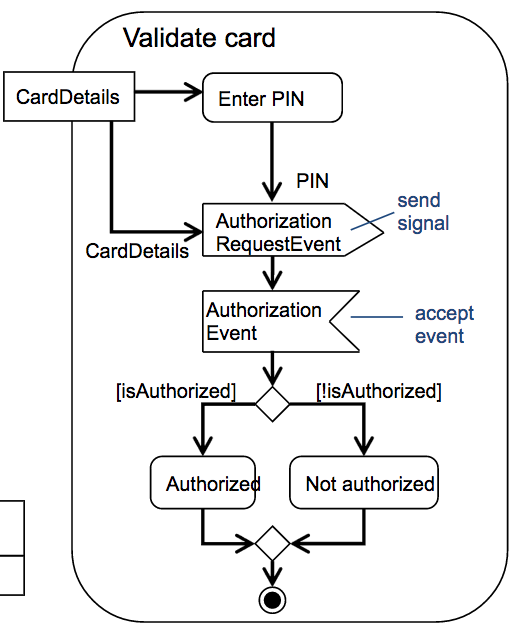 Validate card
CardDetails
Enter PIN
PIN
send
signal
Authorization
RequestEvent
CardDetails
Authorization
Event
accept
event
[isAuthorized]
[!isAuthorized]
Authorized
Not authorized